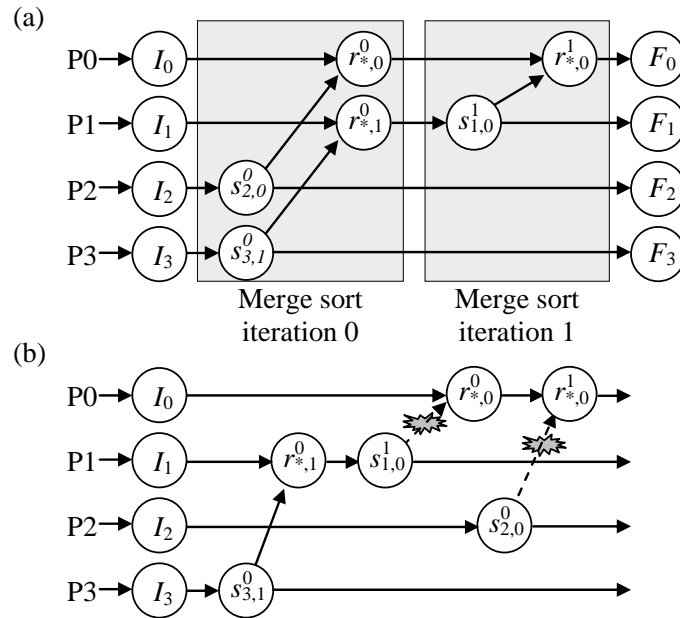 (a)
P0 I₀ r⁰*,₀ r¹*,₀ F₀
P1 I₁ r⁰*,₁ s¹₁,₀ F₁
P2 I₂ s⁰₂,₀ F₂
P3 I₃ s⁰₃,₁ F₃
Merge sort Merge sort
iteration 0 iteration 1
(b)
P0 I₀ r⁰*,₀ r¹*,₀
P1 I₁ r⁰*,₁ s¹₁,₀
P2 I₂ s⁰₂,₀
P3 I₃ s⁰₃,₁